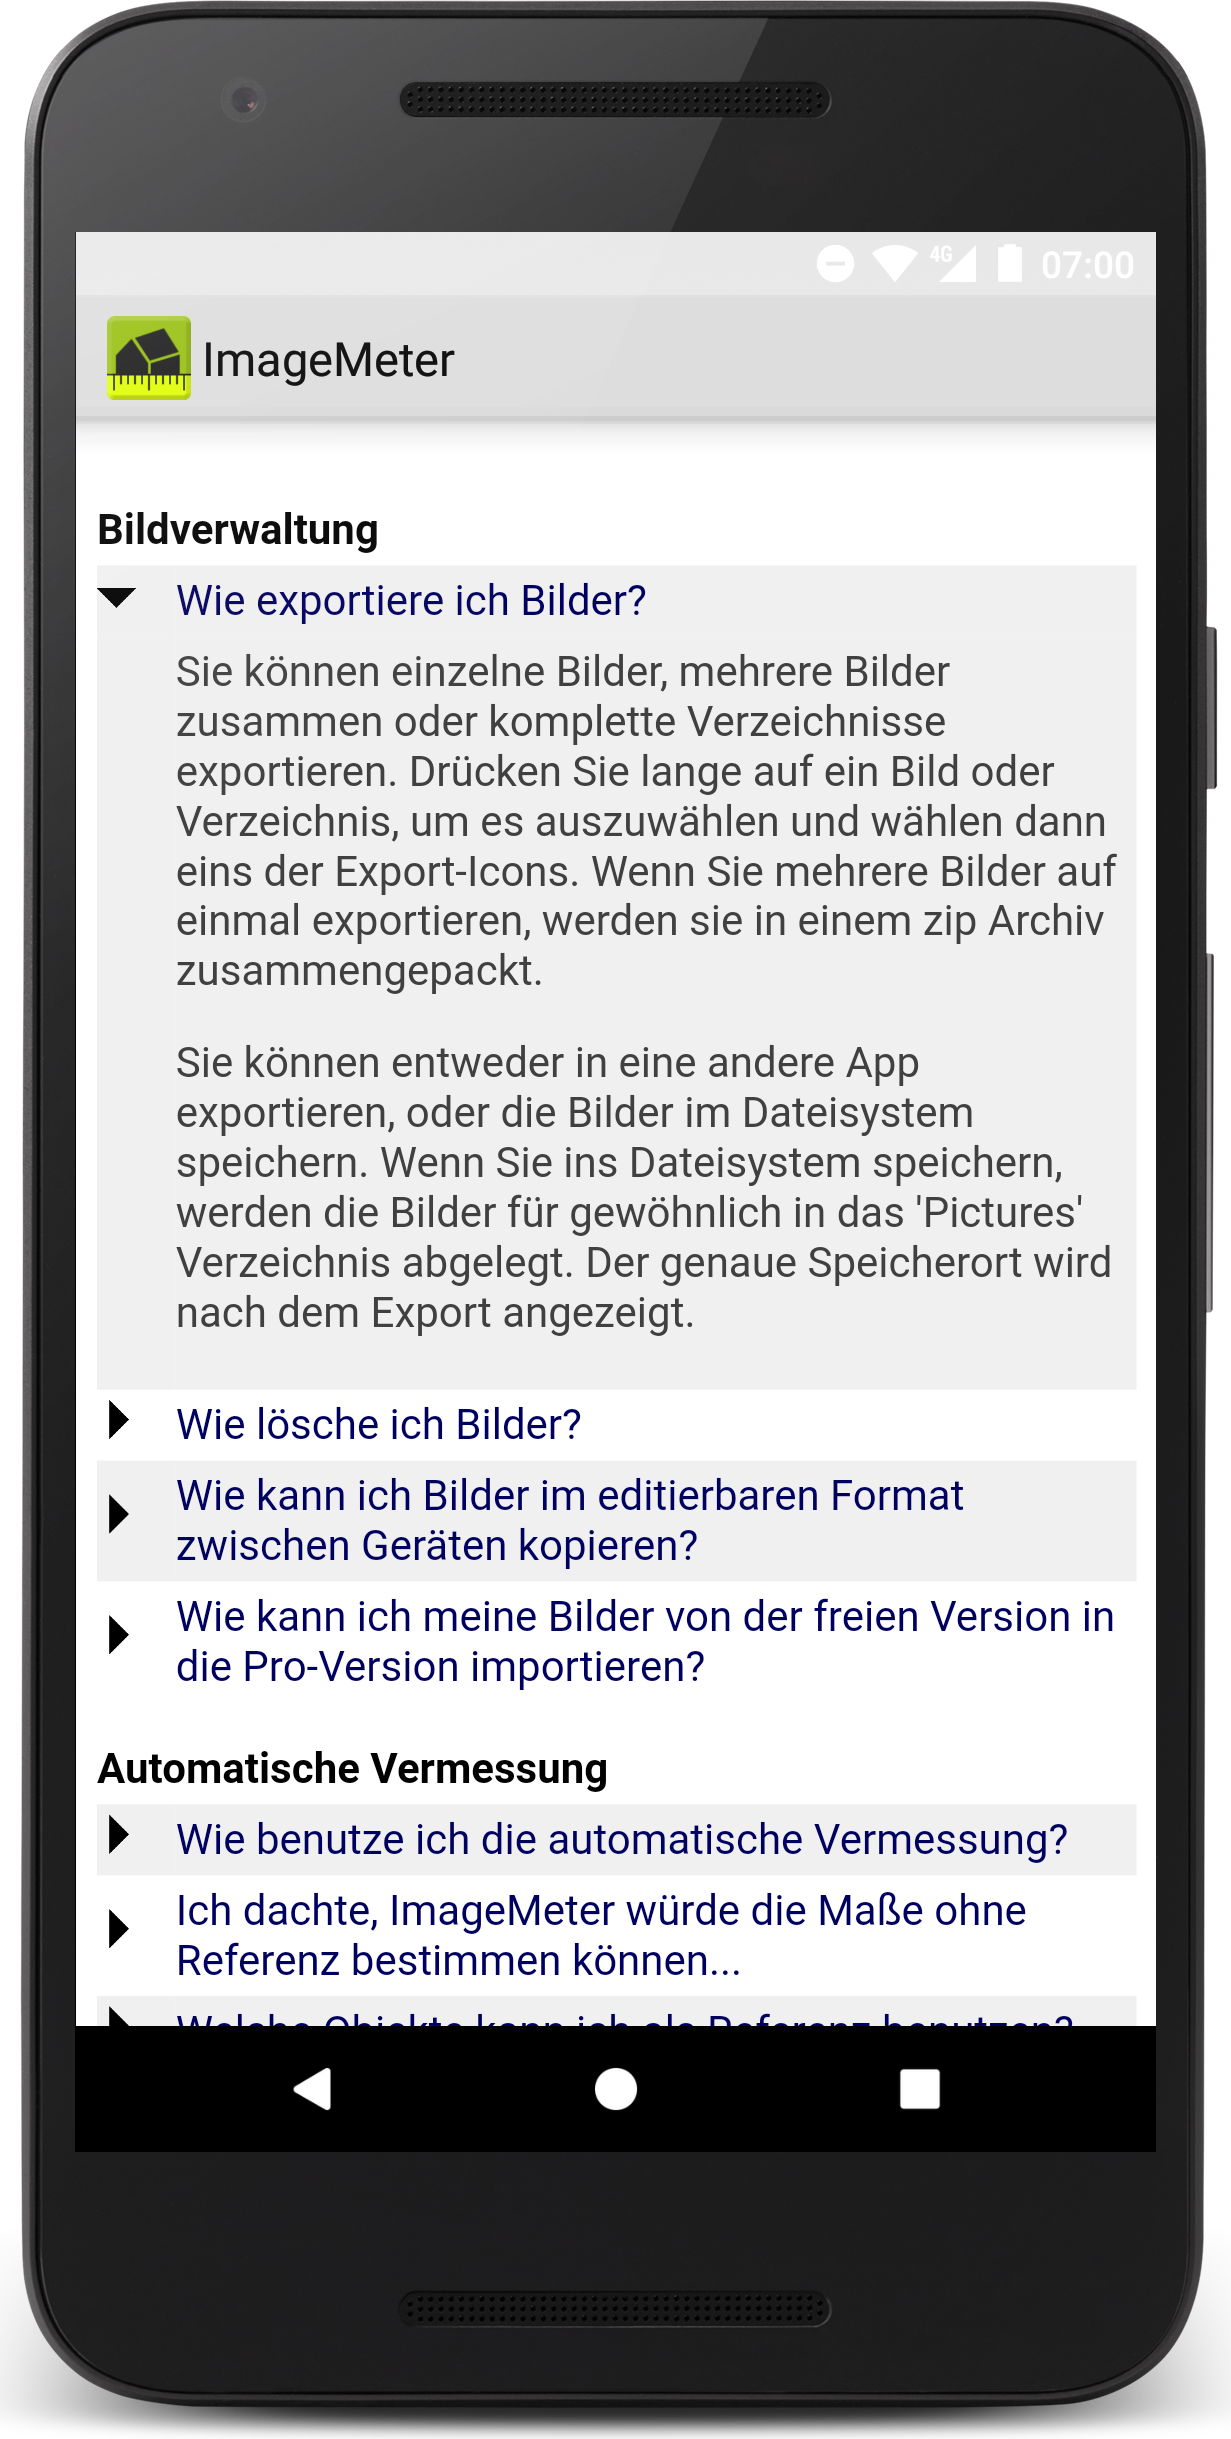 4G 07:00
ImageMeter
Bildverwaltung
Wie exportiere ich Bilder?
Sie können einzelne Bilder, mehrere Bilder
zusammen oder komplette Verzeichnisse
exportieren. Drücken Sie lange auf ein Bild oder
Verzeichnis, um es auszuwählen und wählen dann
eins der Export-Icons. Wenn Sie mehrere Bilder auf
einmal exportieren, werden sie in einem zip Archiv
zusammengepackt.
Sie können entweder in eine andere App
exportieren, oder die Bilder im Dateisystem
speichern. Wenn Sie ins Dateisystem speichern,
werden die Bilder für gewöhnlich in das 'Pictures'
Verzeichnis abgelegt. Der genaue Speicherort wird
nach dem Export angezeigt.
Wie lösche ich Bilder?
Wie kann ich Bilder im editierbaren Format
zwischen Geräten kopieren?
Wie kann ich meine Bilder von der freien Version in
die Pro-Version importieren?
Automatische Vermessung
Wie benutze ich die automatische Vermessung?
Ich dachte, ImageMeter würde die Maße ohne
Referenz bestimmen können...
Welche Objekte kann ich als Referenz benutzen?